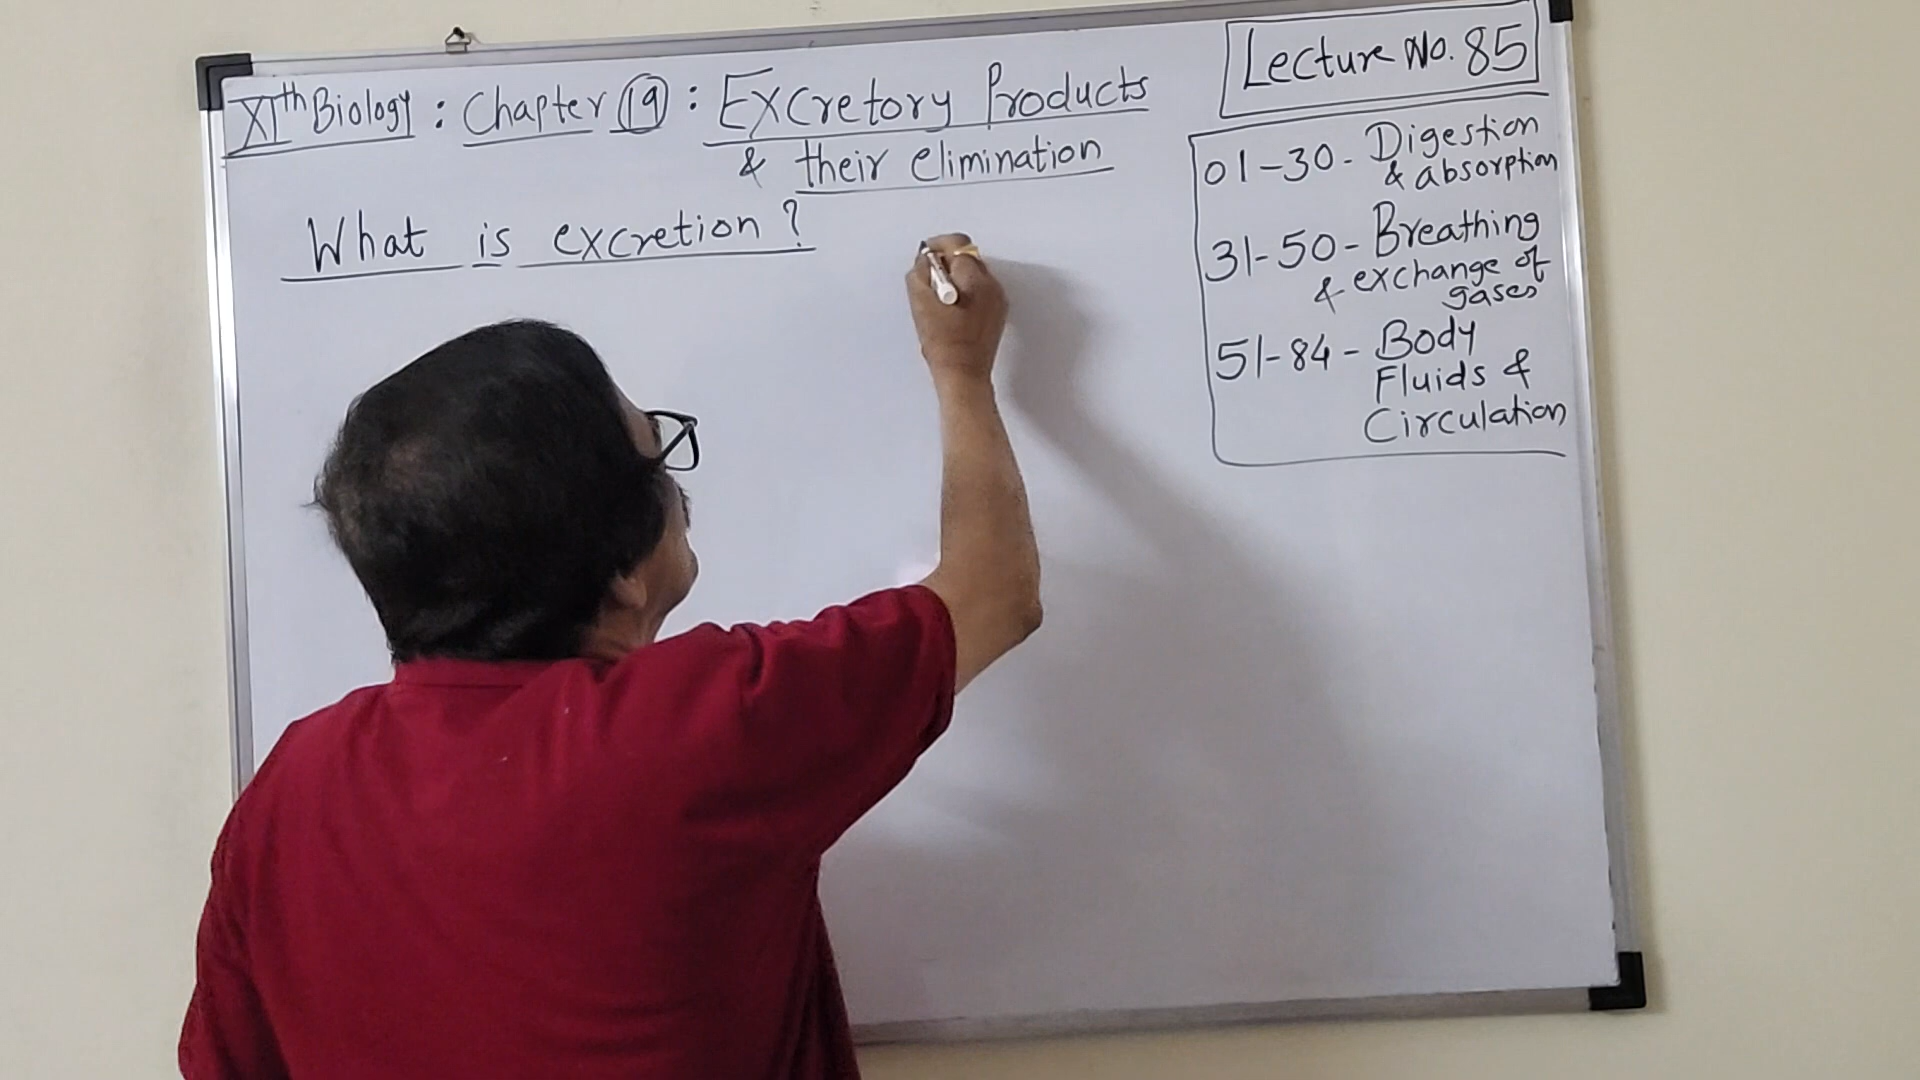 XIth Biology : Chapter 19 : Excretory Products
& their elimination
What is excretion ?
Lecture No. 85
01-30- Digestion
& absorption
31-50- Breathing
& exchange of
gases
51-84- Body
Fluids &
Circulation